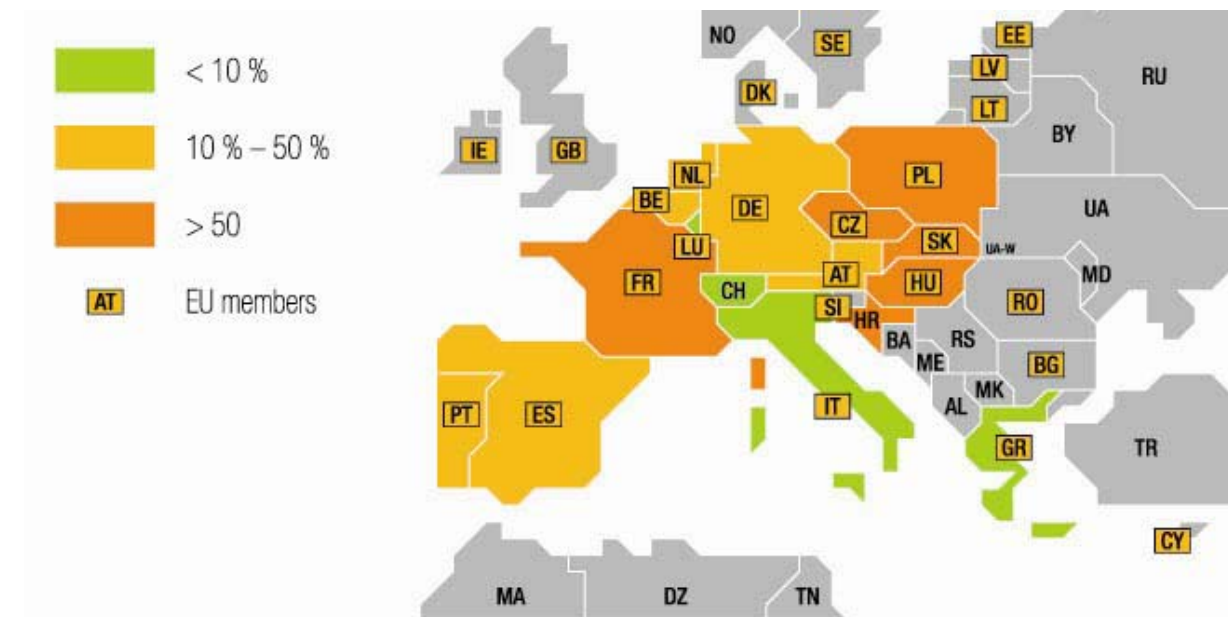 < 10 %
10 % – 50 %
> 50
AT EU members
NO
SE
EE
LV
RU
DK
LT
BY
IE
GB
NL
PL
BE
DE
UA
CZ
LU
SK
UA-W
FR
CH
AT
HU
MD
SI
RO
HR
BA
RS
ME
BG
MK
PT
ES
IT
AL
GR
TR
CY
MA
DZ
TN